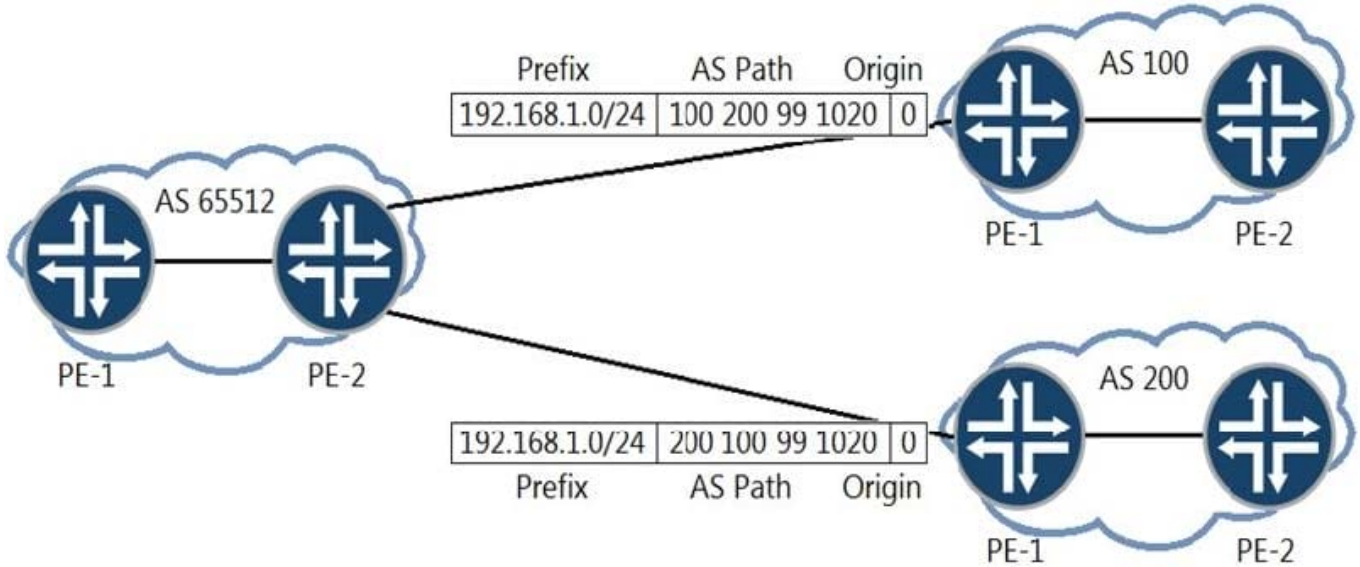 Prefix AS Path Origin
192.168.1.0/24 100 200 99 1020 0
AS 100
PE-1 PE-2
AS 65512
PE-1 PE-2
192.168.1.0/24 200 100 99 1020 0
Prefix AS Path Origin
AS 200
PE-1 PE-2